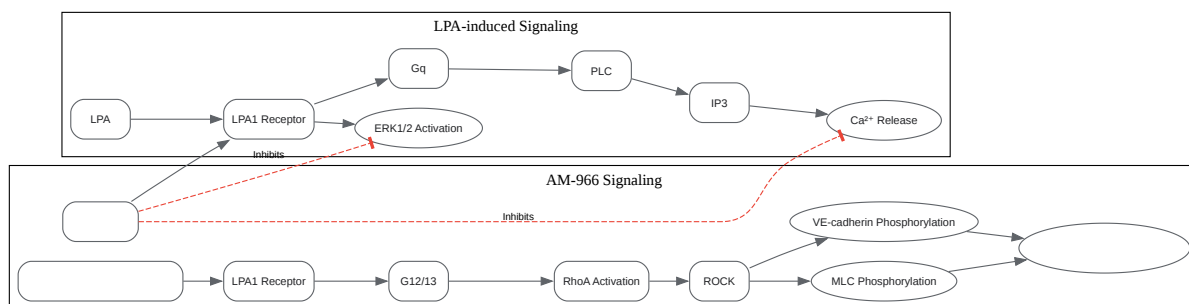 LPA-induced Signaling
Gq
PLC
IP3
LPA
LPA1 Receptor
ERK1/2 Activation
Ca²⁺ Release
Inhibits
AM-966 Signaling
Inhibits
VE-cadherin Phosphorylation
LPA1 Receptor
G12/13
RhoA Activation
ROCK
MLC Phosphorylation